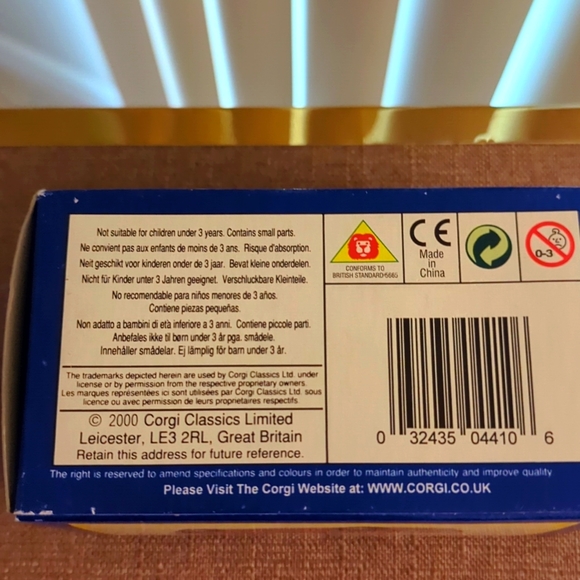 Not suitable for children under 3 years. Contains small parts.
Ne convient pas aux enfants de moins de 3 ans. Risque d'absorption.
Neit geschikt voor kinderen onder de 3 jaar. Bevat kleine onderdelen.
Nicht für Kinder unter 3 Jahren geeignet. Verschluckbare Kleinteile.
No recomendable para niños menores de 3 años.
Contiene piezas pequeñas.
Non adatto a bambini di età inferiore a 3 anni. Contiene piccole parti.
Anbefales ikke til børn under 3 år pga. smådele.
Innehåller smådelar. Ej lämplig för barn under 3 år.
The trademarks depicted herein are used by Corgi Classics Ltd. under
license or by permission from the respective proprietary owners.
Les marques représentées ici sont utilisées par Corgi Classics Ltd. sous
licence ou avec permission de leurs propriétaires respectifs.
© 2000 Corgi Classics Limited
Leicester, LE3 2RL, Great Britain
Retain this address for future reference.
CONFORMS TO
BRITISH STANDARD•5665
CE
Made
in
China
0-3
0 32435 04410 6
The right is reserved to amend specifications and colours in order to maintain authenticity and improve quality
Please Visit The Corgi Website at: WWW.CORGI.CO.UK